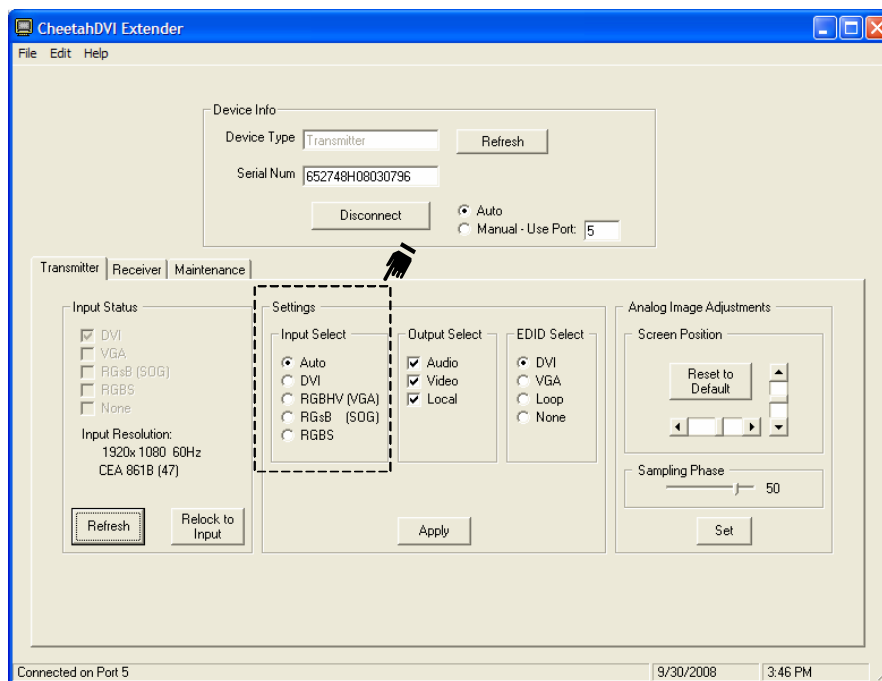 CheetahDVI Extender
File Edit Help
Device Info
Device Type Transmitter Refresh
Serial Num 652748H08030796
Disconnect
Auto
Manual - Use Port: 5
Transmitter Receiver Maintenance
Input Status
DVI
VGA
RGsB (SOG)
RGBS
None
Input Resolution:
1920x 1080 60Hz
CEA 861B (47)
Refresh
Relock to
Input
Settings
Input Select
Auto
DVI
RGBHV (VGA)
RGsB (SOG)
RGBS
Output Select
Audio
Video
Local
EDID Select
DVI
VGA
Loop
None
Apply
Analog Image Adjustments
Screen Position
Reset to
Default
Sampling Phase
50
Set
Connected on Port 5 9/30/2008 3:46 PM